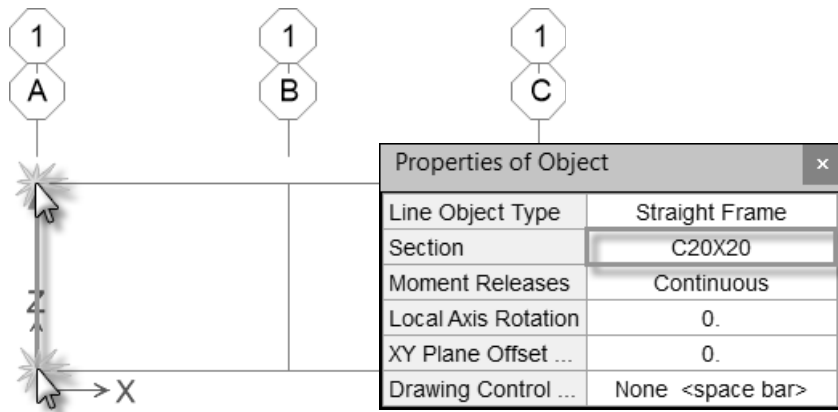 1 1 1
A B C
Properties of Object ×
Line Object Type Straight Frame
Section C20X20
Moment Releases Continuous
Local Axis Rotation 0.
XY Plane Offset ... 0.
Drawing Control ... None <space bar>
Z
X